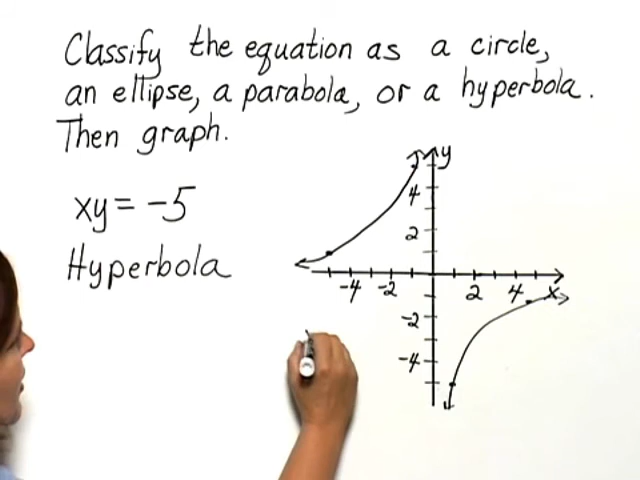 Classify the equation as a circle,
an ellipse, a parabola, or a hyperbola.
Then graph.
xy = -5
Hyperbola
y
4
2
-4 -2 2 4 x
-2
-4